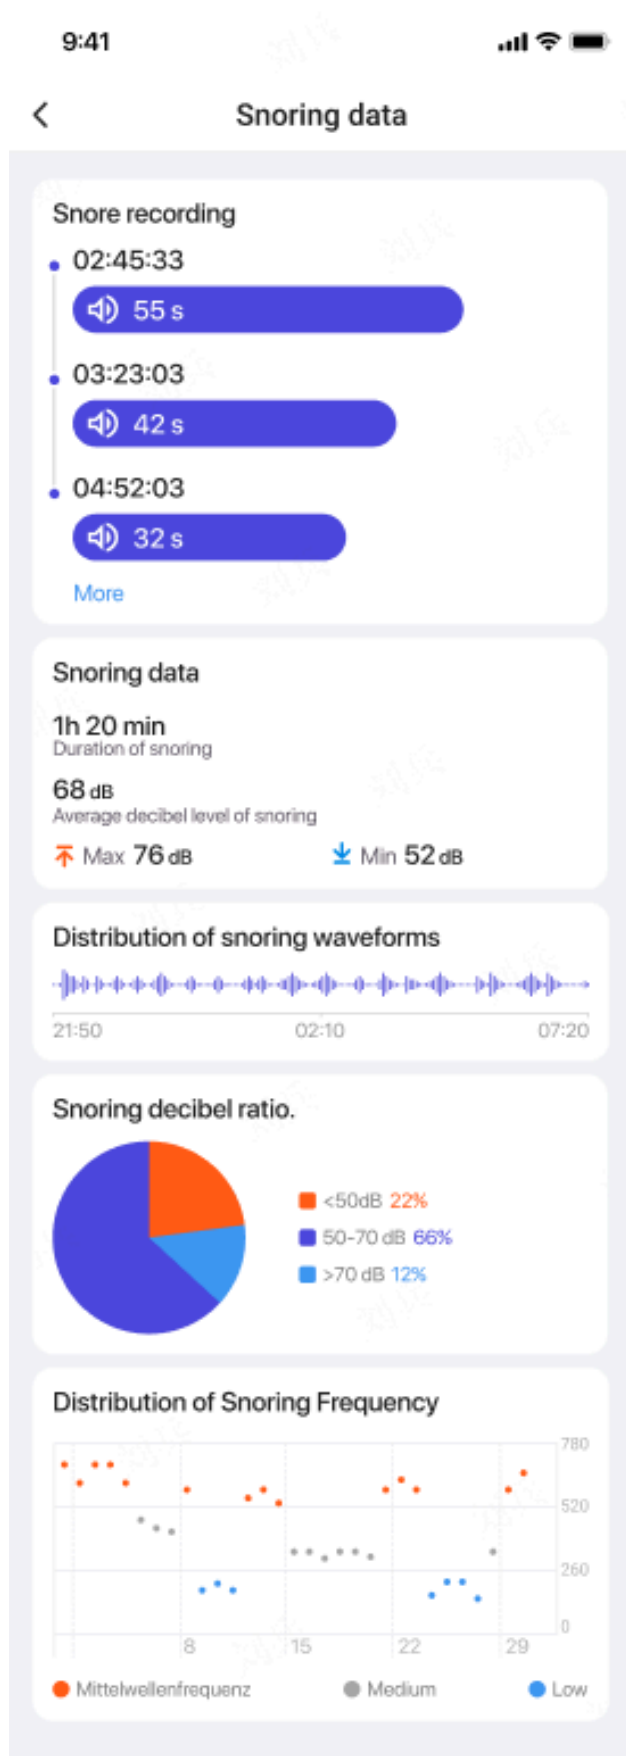 9:41
Snoring data
Snore recording
02:45:33
55 s
03:23:03
42 s
04:52:03
32 s
More
Snoring data
1h 20 min
Duration of snoring
68 dB
Average decibel level of snoring
Max 76 dB Min 52 dB
Distribution of snoring waveforms
21:50 02:10 07:20
Snoring decibel ratio.
<50dB 22%
50-70 dB 66%
>70 dB 12%
Distribution of Snoring Frequency
780
520
260
0
8 15 22 29
Mittelwellenfrequenz Medium Low